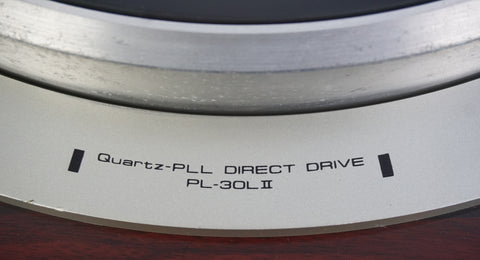 Quartz-PLL DIRECT DRIVE
PL-30LII